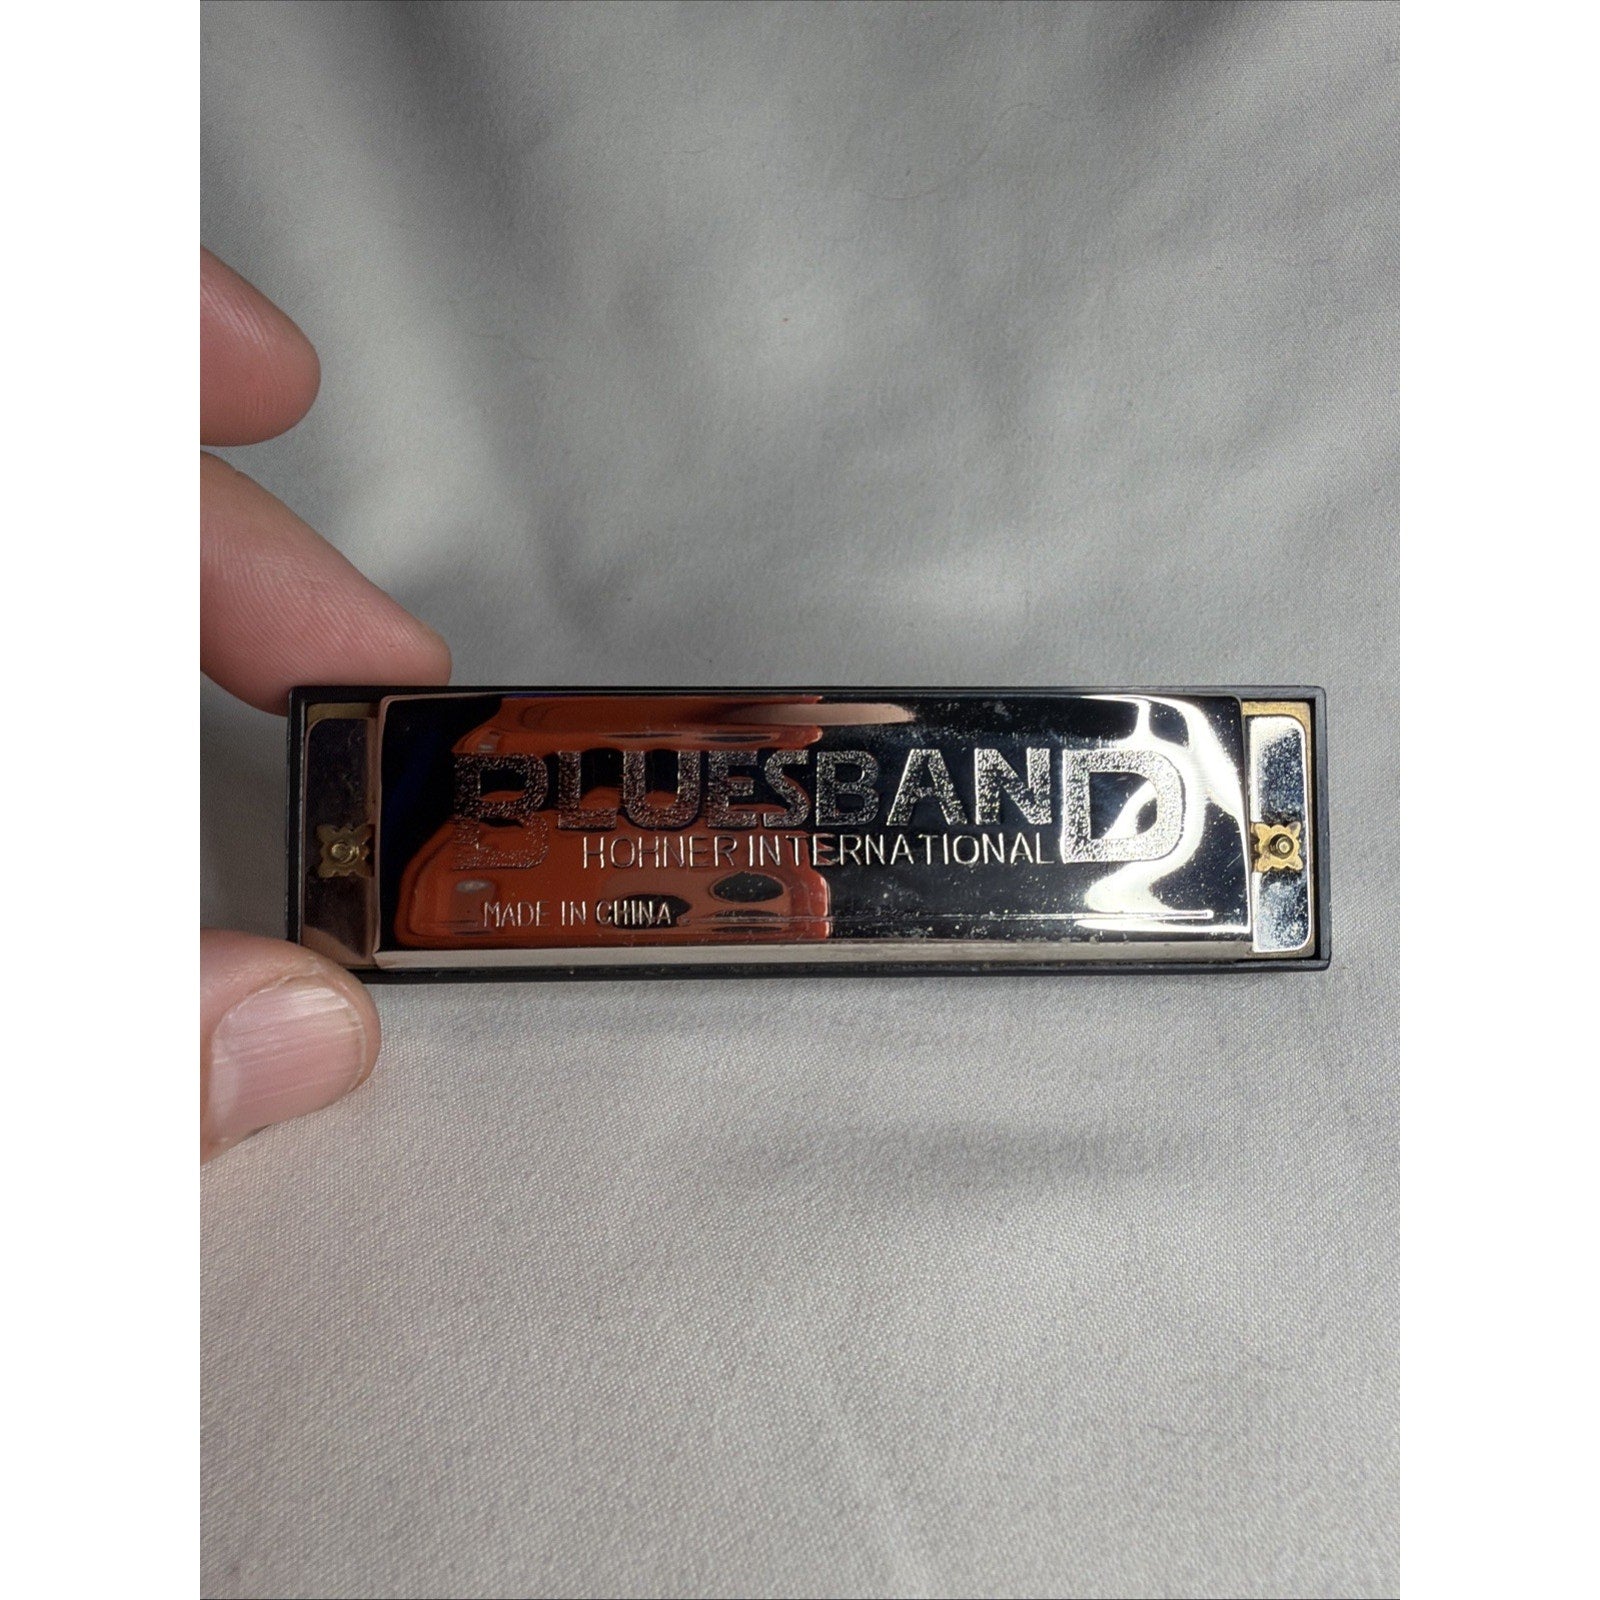 BLUESBAND
HOHNER INTERNATIONAL
MADE IN CHINA